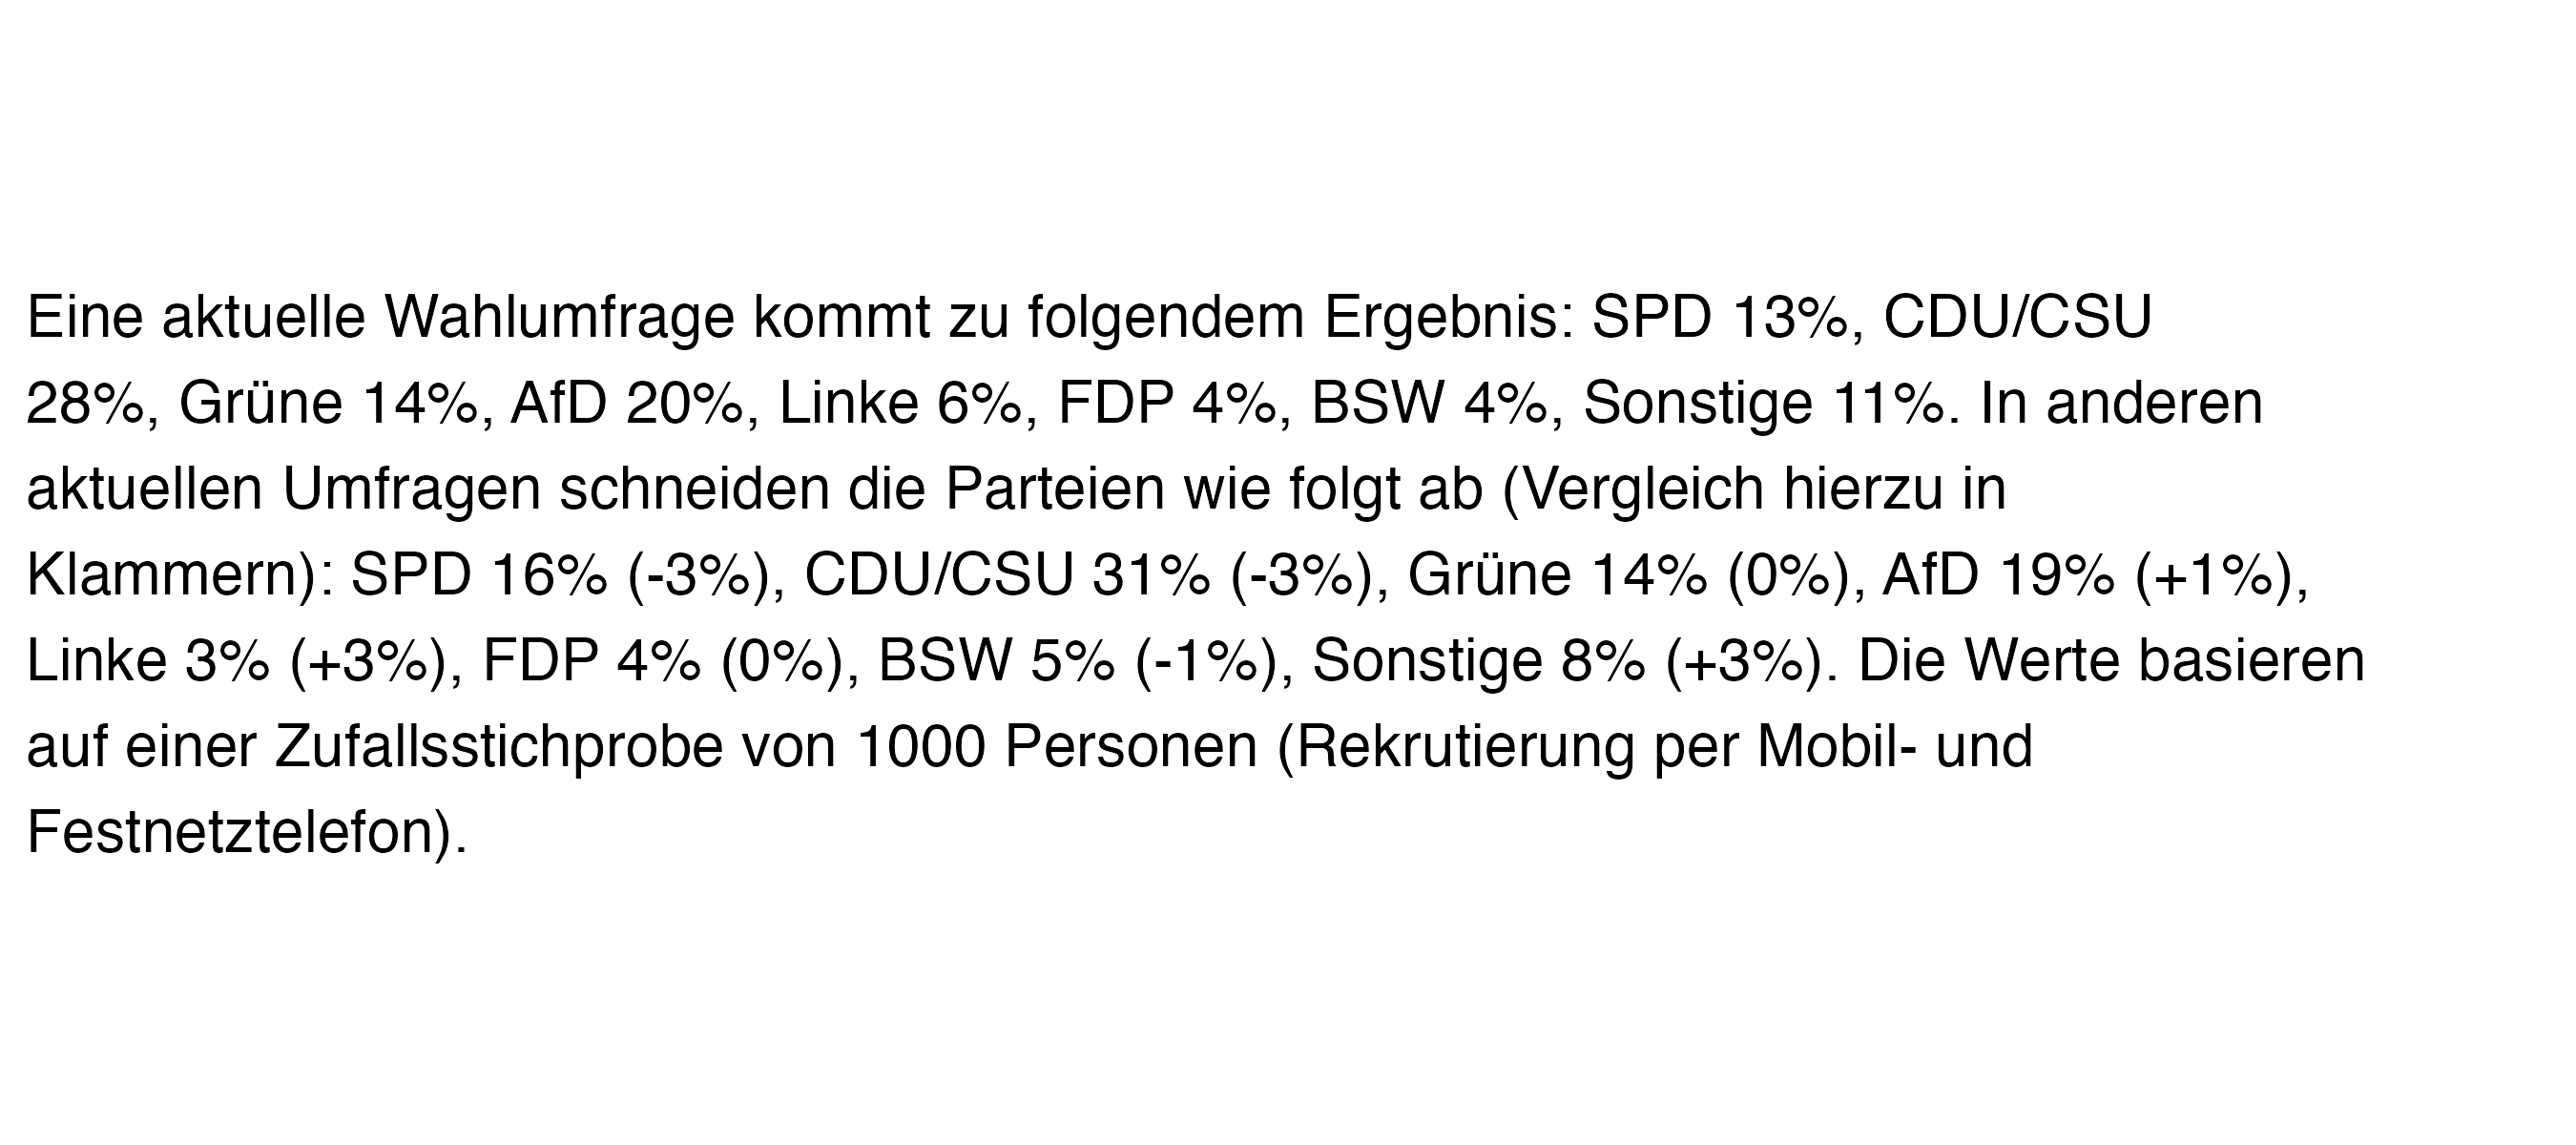 Eine aktuelle Wahlumfrage kommt zu folgendem Ergebnis: SPD 13%, CDU/CSU
28%, Grüne 14%, AfD 20%, Linke 6%, FDP 4%, BSW 4%, Sonstige 11%. In anderen
aktuellen Umfragen schneiden die Parteien wie folgt ab (Vergleich hierzu in
Klammern): SPD 16% (-3%), CDU/CSU 31% (-3%), Grüne 14% (0%), AfD 19% (+1%),
Linke 3% (+3%), FDP 4% (0%), BSW 5% (-1%), Sonstige 8% (+3%). Die Werte basieren
auf einer Zufallsstichprobe von 1000 Personen (Rekrutierung per Mobil- und
Festnetztelefon).